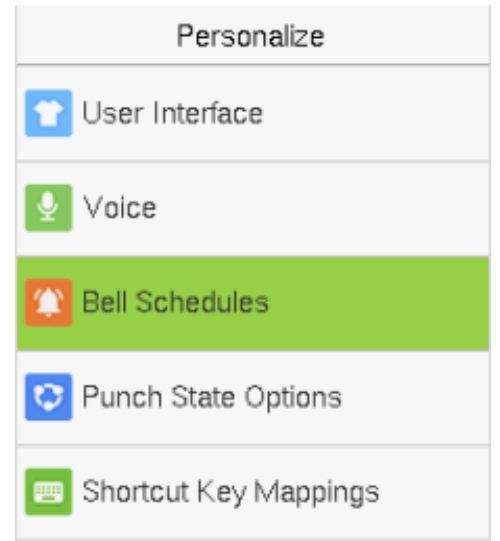 Personalize
User Interface
Voice
Bell Schedules
Punch State Options
Shortcut Key Mappings